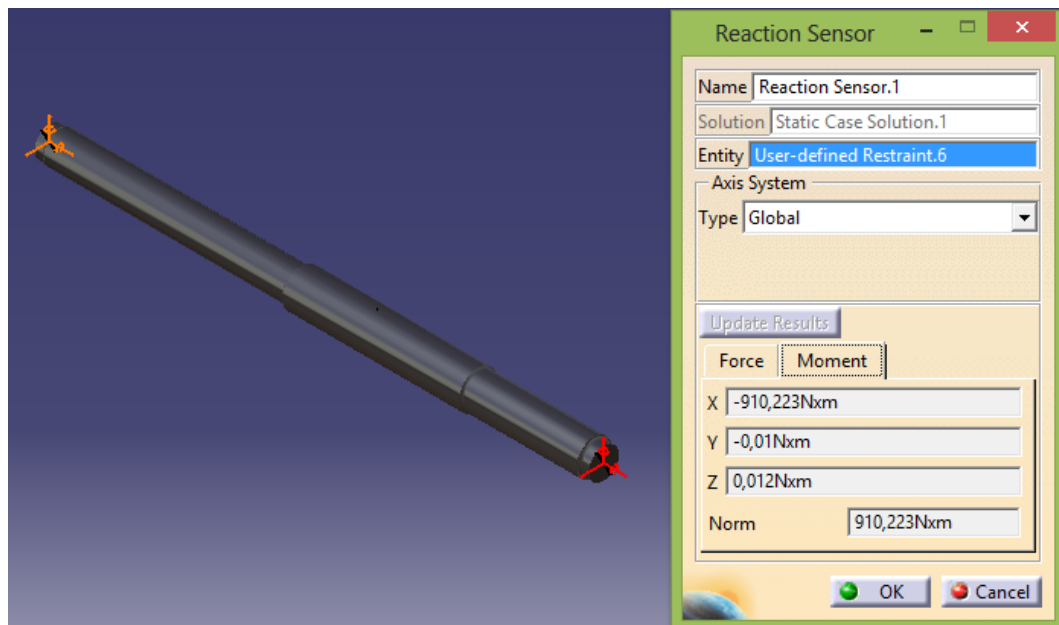 Reaction Sensor
Name Reaction Sensor.1
Solution Static Case Solution.1
Entity User-defined Restraint.6
Axis System
Type Global
Update Results
Force Moment
X -910,223Nxm
Y -0,01Nxm
Z 0,012Nxm
Norm 910,223Nxm
OK Cancel